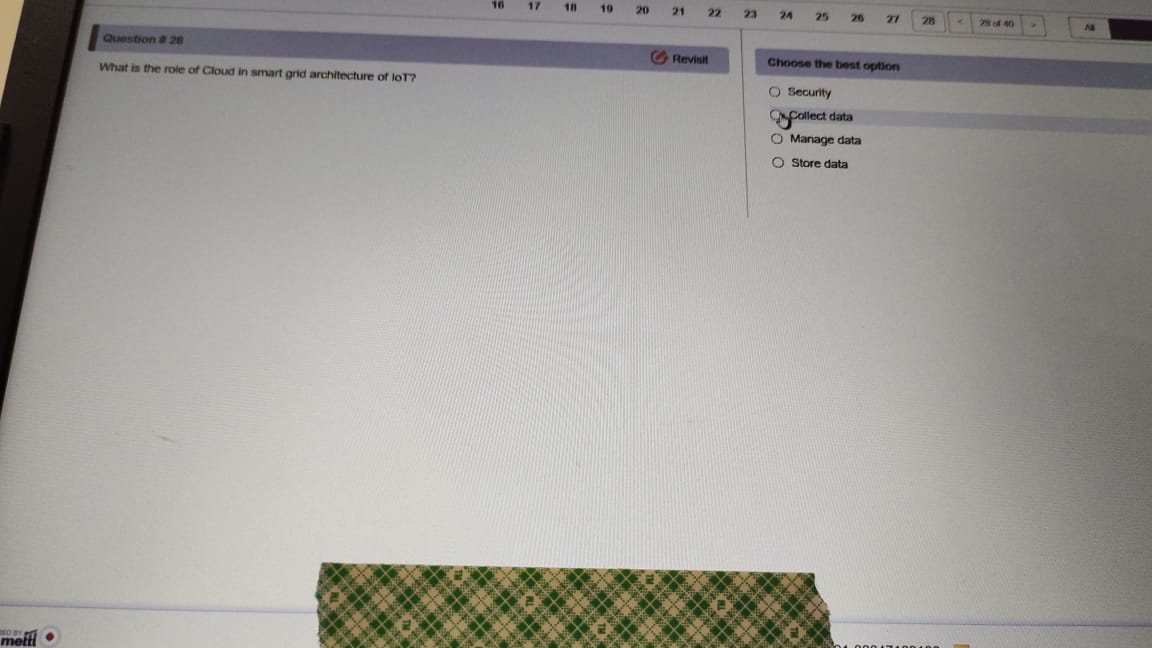 16 17 18 19 20 21 22 23 24 25 26 27 28 < 28 of 40 > All
Question # 28
Revisit
What is the role of Cloud in smart grid architecture of IoT?
Choose the best option
Security
Collect data
Manage data
Store data
mettl